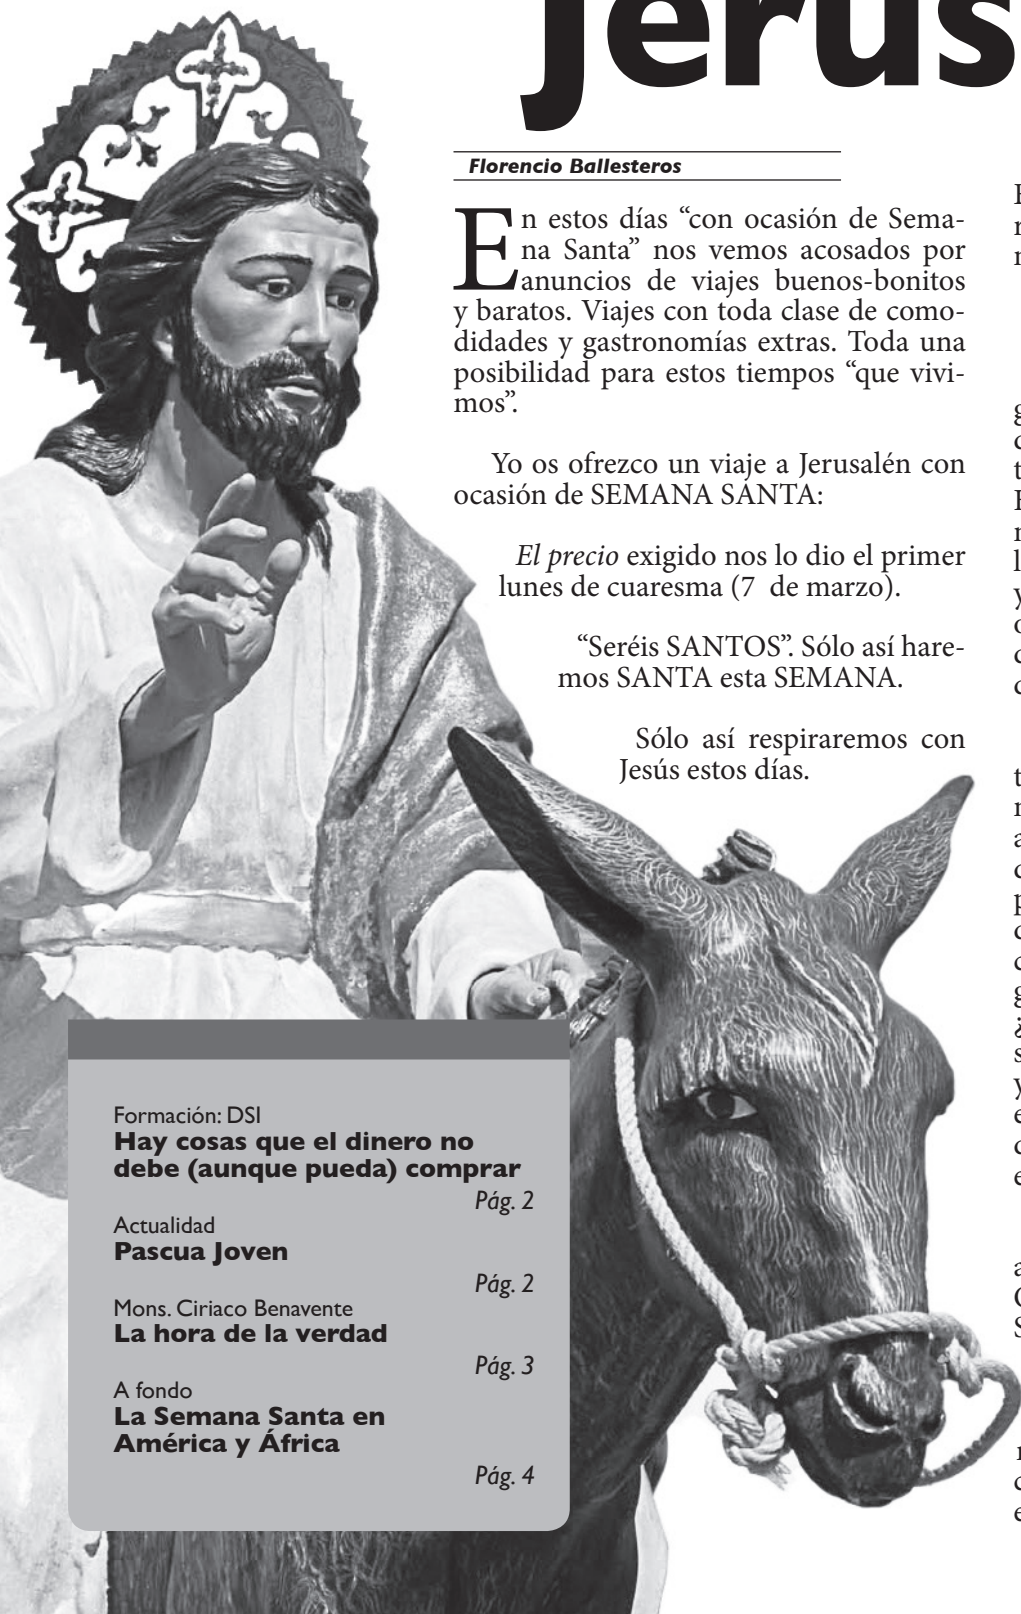 Jerus
Florencio Ballesteros
En estos días “con ocasión de Sema-
na Santa” nos vemos acosados por
anuncios de viajes buenos-bonitos
y baratos. Viajes con toda clase de como-
didades y gastronomías extras. Toda una
posibilidad para estos tiempos “que vivi-
mos”.
Yo os ofrezco un viaje a Jerusalén con
ocasión de SEMANA SANTA:
El precio exigido nos lo dio el primer
lunes de cuaresma (7 de marzo).
“Seréis SANTOS”. Sólo así hare-
mos SANTA esta SEMANA.
Sólo así respiraremos con
Jesús estos días.
Formación: DSI
Hay cosas que el dinero no
debe (aunque pueda) comprar
Pág. 2
Actualidad
Pascua Joven
Pág. 2
Mons. Ciriaco Benavente
La hora de la verdad
Pág. 3
A fondo
La Semana Santa en
América y África
Pág. 4